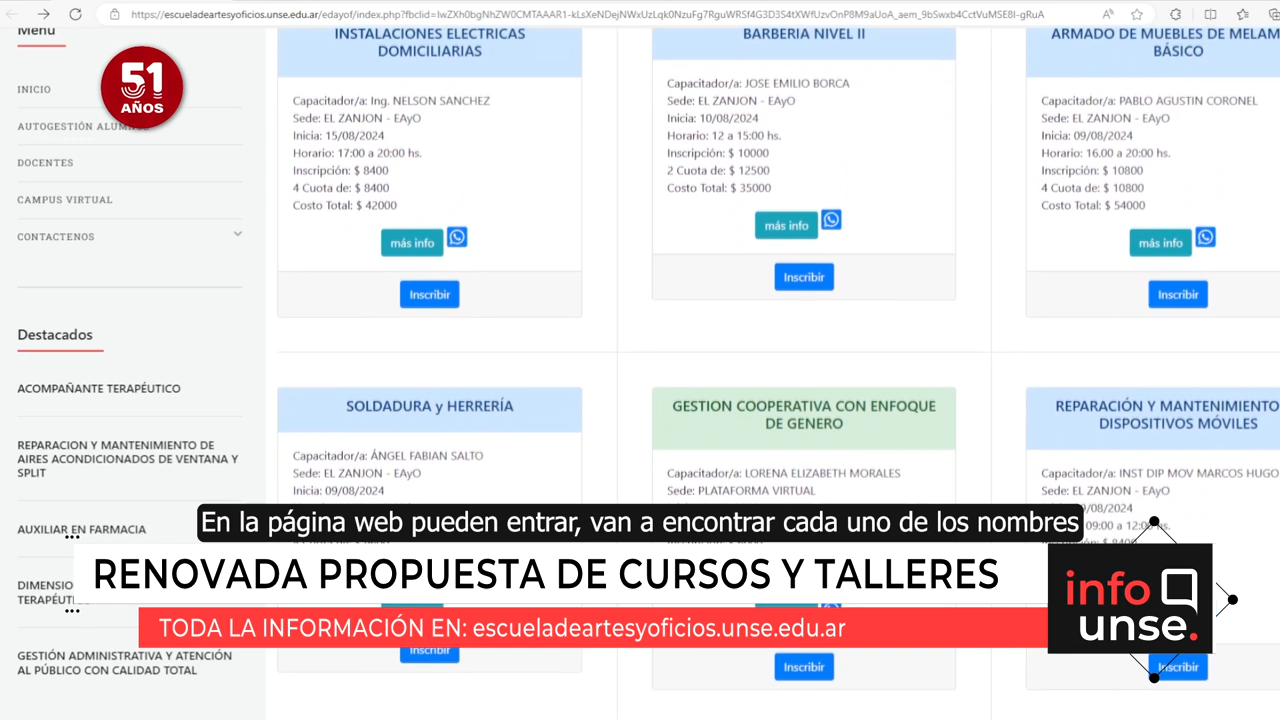 https://escueladeartesyoficios.unse.edu.ar/edayof/index.php?fbclid=IwZXh0bgNhZW0CMTAAAR1-kLsXeNDejNWxUzLqk0NzuFg7RguWRSf4G3D3S4tXWfUzvOnP8M9aUoA_aem_9bSwxb4CctVuMSE8I-gRuA
Menú
51
AÑOS
INICIO
AUTOGESTIÓN
DOCENTES
CAMPUS VIRTUAL
CONTACTENOS
Destacados
ACOMPAÑANTE TERAPÉUTICO
REPARACION Y MANTENIMIENTO DE
AIRES ACONDICIONADOS DE VENTANA Y
SPLIT
AUXILIAR EN FARMACIA
GESTIÓN ADMINISTRATIVA Y ATENCIÓN
AL PÚBLICO CON CALIDAD TOTAL
INSTALACIONES ELECTRICAS
DOMICILIARIAS
Capacitador/a: Ing. NELSON SANCHEZ
Sede: EL ZANJON - EAyO
Inicia: 15/08/2024
Horario: 17:00 a 20:00 hs.
Inscripción: $ 8400
4 Cuota de: $ 8400
Costo Total: $ 42000
más info
Inscribir
BARBERIA NIVEL II
Capacitador/a: JOSE EMILIO BORCA
Sede: EL ZANJON - EAyO
Inicia: 10/08/2024
Horario: 12 a 15:00 hs.
Inscripción: $ 10000
2 Cuota de: $ 12500
Costo Total: $ 35000
más info
Inscribir
ARMADO DE MUEBLES DE MELAM
BÁSICO
Capacitador/a: PABLO AGUSTIN CORONEL
Sede: EL ZANJON - EAyO
Inicia: 09/08/2024
Horario: 16.00 a 20:00 hs.
Inscripción: $ 10800
4 Cuota de: $ 10800
Costo Total: $ 54000
más info
Inscribir
SOLDADURA y HERRERÍA
Capacitador/a: ÁNGEL FABIAN SALTO
Sede: EL ZANJON - EAyO
Inicia: 09/08/2024
Inscribir
GESTION COOPERATIVA CON ENFOQUE
DE GENERO
Capacitador/a: LORENA ELIZABETH MORALES
Sede: PLATAFORMA VIRTUAL
Inscribir
REPARACIÓN Y MANTENIMIENTO
DISPOSITIVOS MÓVILES
Capacitador/a: INST DIP MOV MARCOS HUGO
Sede: EL ZANJON - EAyO
/08/2024
09:00 a 12:00 hs.
Inscribir
En la página web pueden entrar, van a encontrar cada uno de los nombres
RENOVADA PROPUESTA DE CURSOS Y TALLERES
TODA LA INFORMACIÓN EN: escueladeartesyoficios.unse.edu.ar
info
unse.